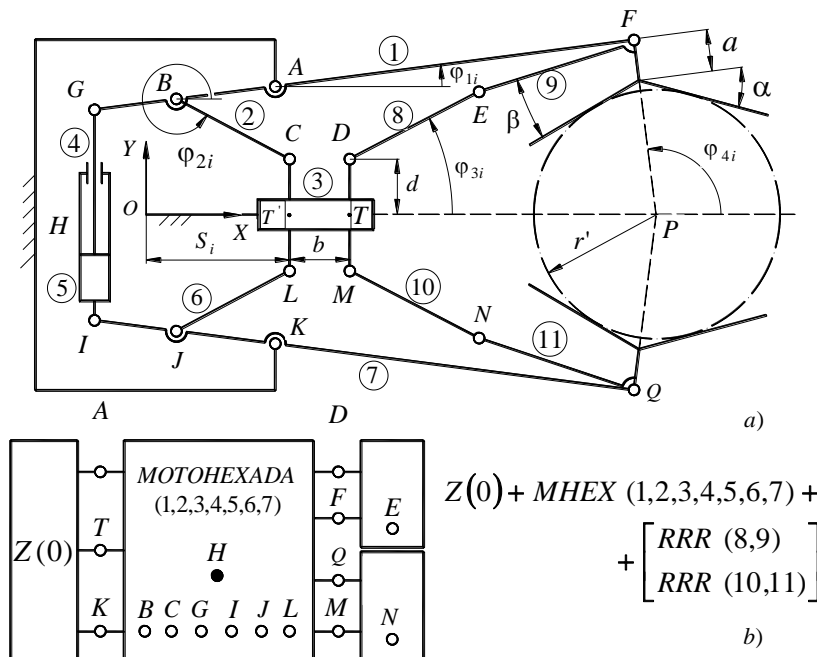 F
1
a
A
φ1i
B
G
9
α
2
8
E
β
C
D
φ2i
4
Y
3
φ3i
φ4i
d
O
T'
T
H
X
P
Si
b
r'
5
L
M
6
10
I
N
J
K
11
7
Q
A
D
a)
MOTOHEXADA
(1,2,3,4,5,6,7)
F
E
T
Z(0)
H
Q
K
B C G I J L
M
N
Z(0) + MHEX (1,2,3,4,5,6,7) +
+ [RRR (8,9)
RRR (10,11)]
b)